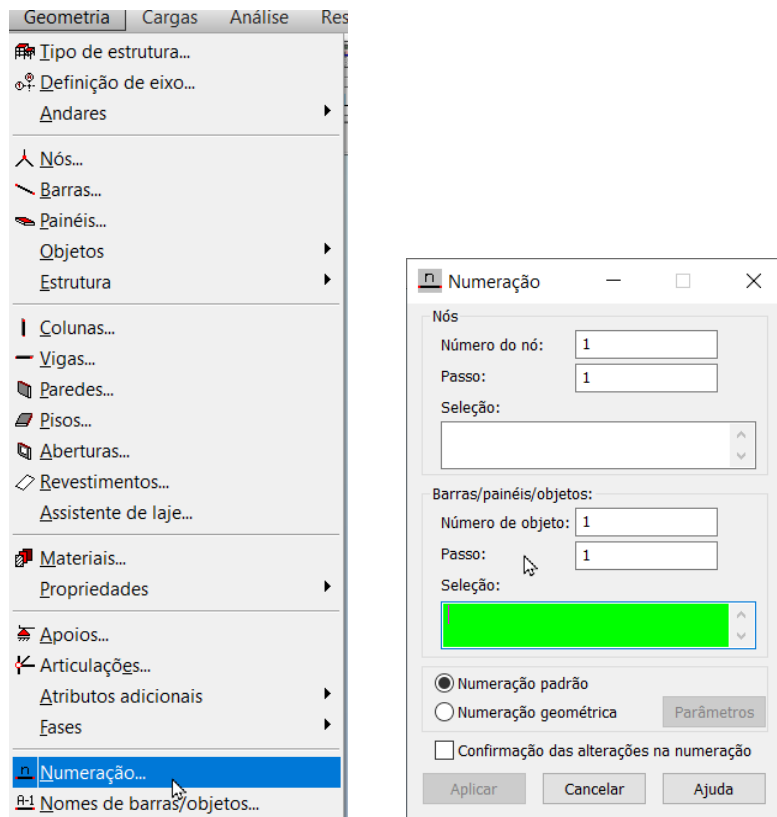 Geometria Cargas Análise Res
Tipo de estrutura...
Definição de eixo...
Andares
Nós...
Barras...
Painéis...
Objetos
Estrutura
Colunas...
Vigas...
Paredes...
Pisos...
Aberturas...
Revestimentos...
Assistente de laje...
Materiais...
Propriedades
Apoios...
Articulações...
Atributos adicionais
Fases
n Numeração...
A-1 Nomes de barras/objetos...
n Numeração
Nós
Número do nó: 1
Passo: 1
Seleção:
Barras/painéis/objetos:
Número de objeto: 1
Passo: 1
Seleção:
Numeração padrão
Numeração geométrica Parâmetros
Confirmação das alterações na numeração
Aplicar Cancelar Ajuda